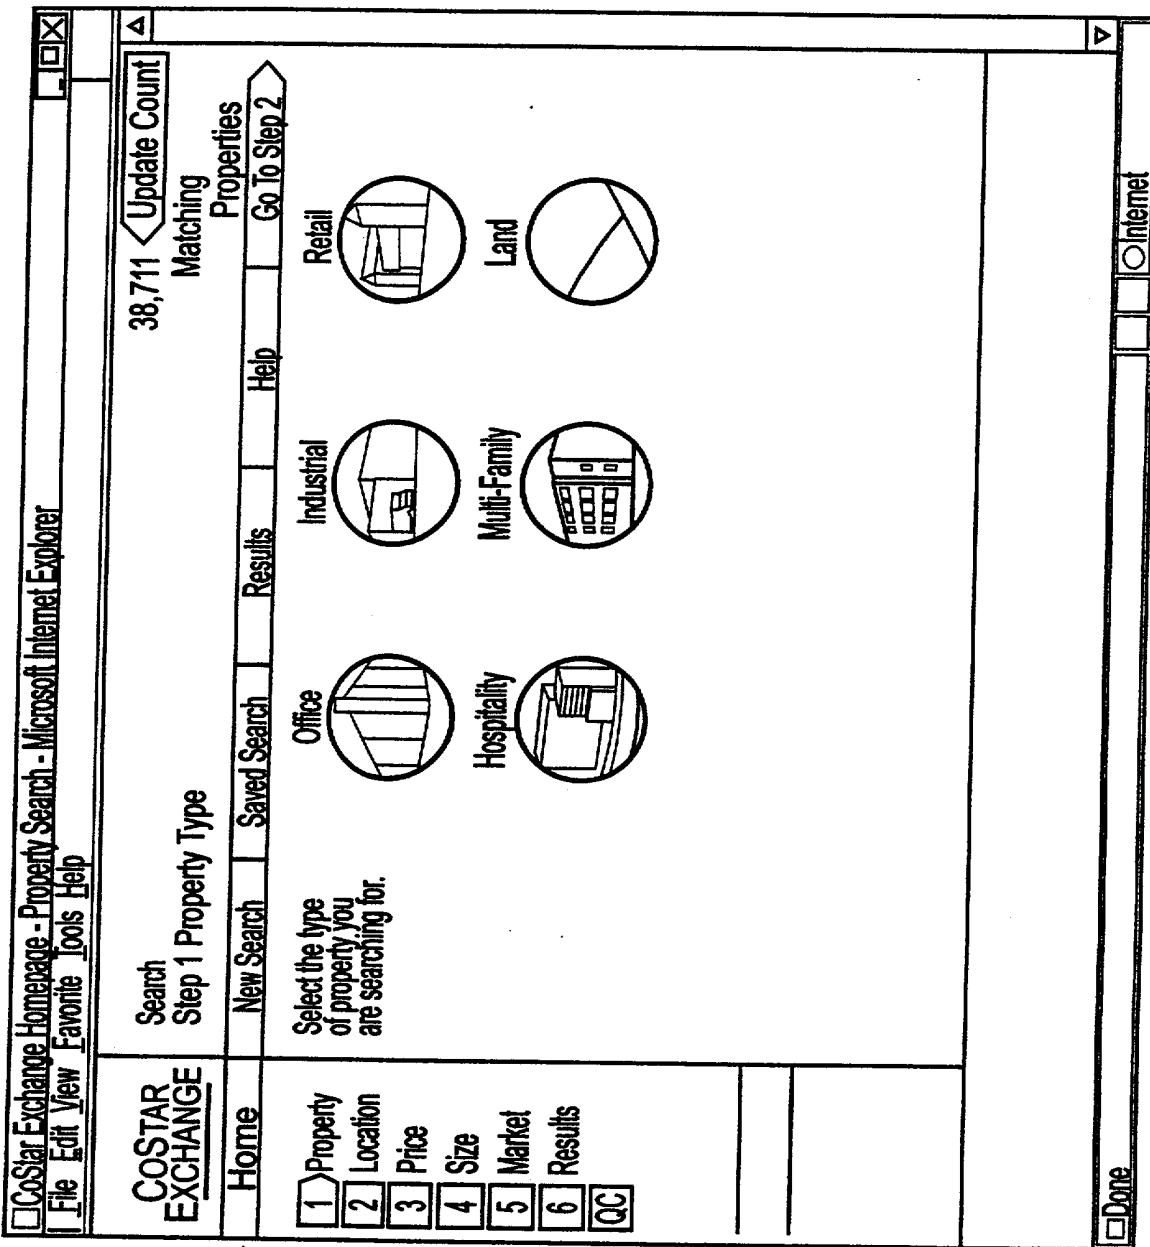 CoStar Exchange Homepage - Property Search - Microsoft Internet Explorer
File Edit View Favorite Tools Help
COSTAR
EXCHANGE
Search
Step 1 Property Type
38,711 Update Count
Matching
Properties
Home New Search Saved Search Results Help Go To Step 2
1 Property
2 Location
3 Price
4 Size
5 Market
6 Results
QC
Select the type
of property you
are searching for.
Office Industrial Retail
Hospitality Multi-Family Land
Done Internet